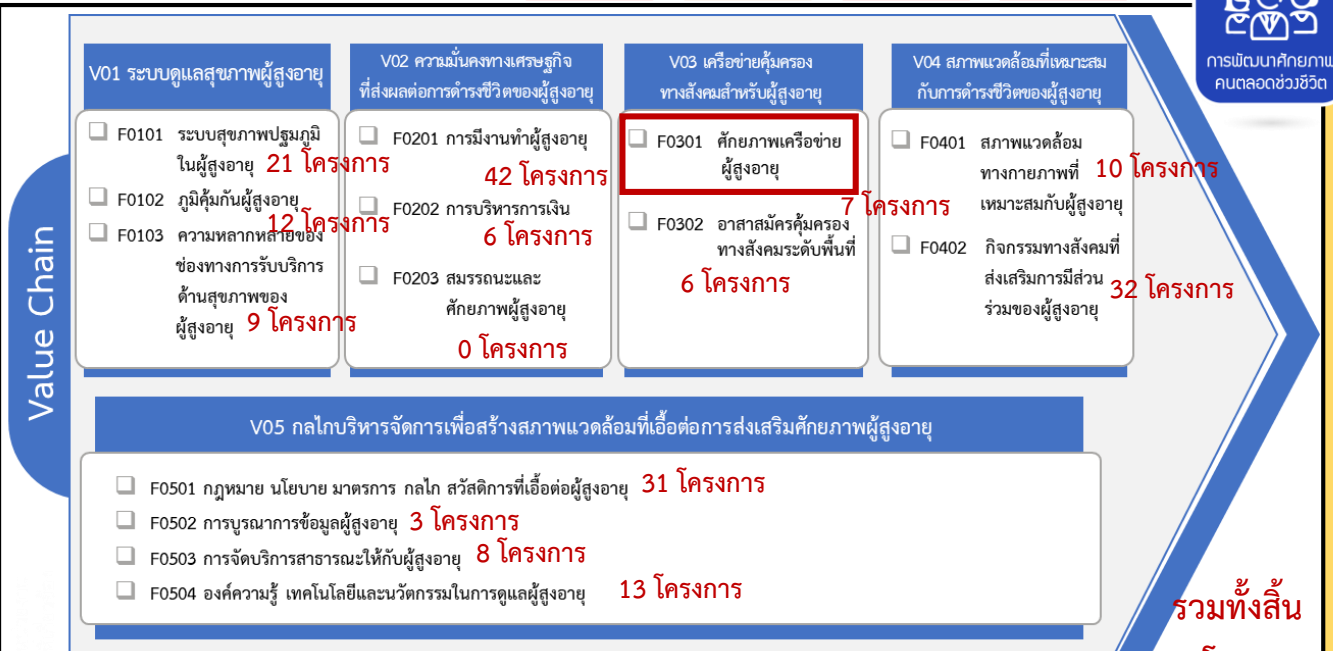 การพัฒนาศักยภาพ
คนตลอดช่วงชีวิต
Value Chain
V01 ระบบดูแลสุขภาพผู้สูงอายุ
F0101 ระบบสุขภาพปฐมภูมิ
ในผู้สูงอายุ 21 โครงการ
F0102 ภูมิคุ้มกันผู้สูงอายุ
12 โครงการ
F0103 ความหลากหลายของ
ช่องทางการรับบริการ
ด้านสุขภาพของ
ผู้สูงอายุ 9 โครงการ
V02 ความมั่นคงทางเศรษฐกิจ
ที่ส่งผลต่อการดำรงชีวิตของผู้สูงอายุ
F0201 การมีงานทำผู้สูงอายุ
42 โครงการ
F0202 การบริหารการเงิน
6 โครงการ
F0203 สมรรถนะและ
ศักยภาพผู้สูงอายุ
0 โครงการ
V03 เครือข่ายคุ้มครอง
ทางสังคมสำหรับผู้สูงอายุ
F0301 ศักยภาพเครือข่าย
ผู้สูงอายุ
7 โครงการ
F0302 อาสาสมัครคุ้มครอง
ทางสังคมระดับพื้นที่
6 โครงการ
V04 สภาพแวดล้อมที่เหมาะสม
กับการดำรงชีวิตของผู้สูงอายุ
F0401 สภาพแวดล้อม
ทางกายภาพที่ 10 โครงการ
เหมาะสมกับผู้สูงอายุ
F0402 กิจกรรมทางสังคมที่
ส่งเสริมการมีส่วน 32 โครงการ
ร่วมของผู้สูงอายุ
V05 กลไกบริหารจัดการเพื่อสร้างสภาพแวดล้อมที่เอื้อต่อการส่งเสริมศักยภาพผู้สูงอายุ
F0501 กฎหมาย นโยบาย มาตรการ กลไก สวัสดิการที่เอื้อต่อผู้สูงอายุ 31 โครงการ
F0502 การบูรณาการข้อมูลผู้สูงอายุ 3 โครงการ
F0503 การจัดบริการสาธารณะให้กับผู้สูงอายุ 8 โครงการ
F0504 องค์ความรู้ เทคโนโลยีและนวัตกรรมในการดูแลผู้สูงอายุ 13 โครงการ
รวมทั้งสิ้น